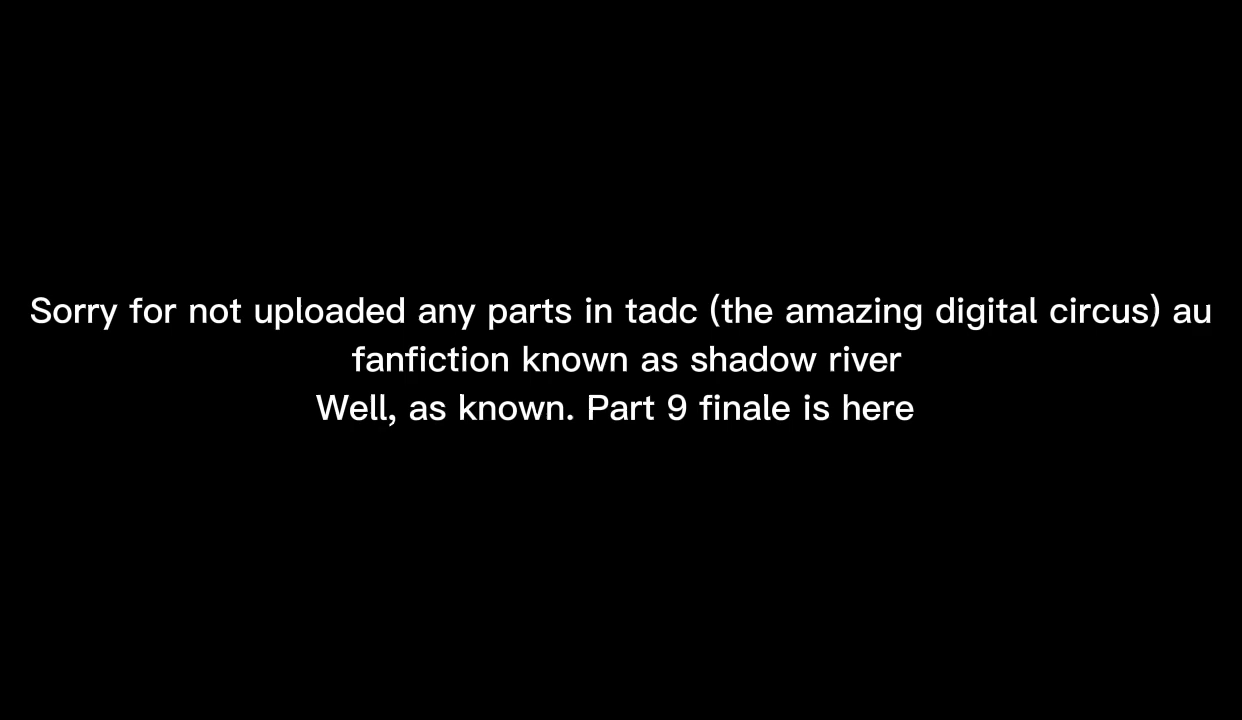 Sorry for not uploaded any parts in tadc (the amazing digital circus) au
fanfiction known as shadow river
Well, as known. Part 9 finale is here